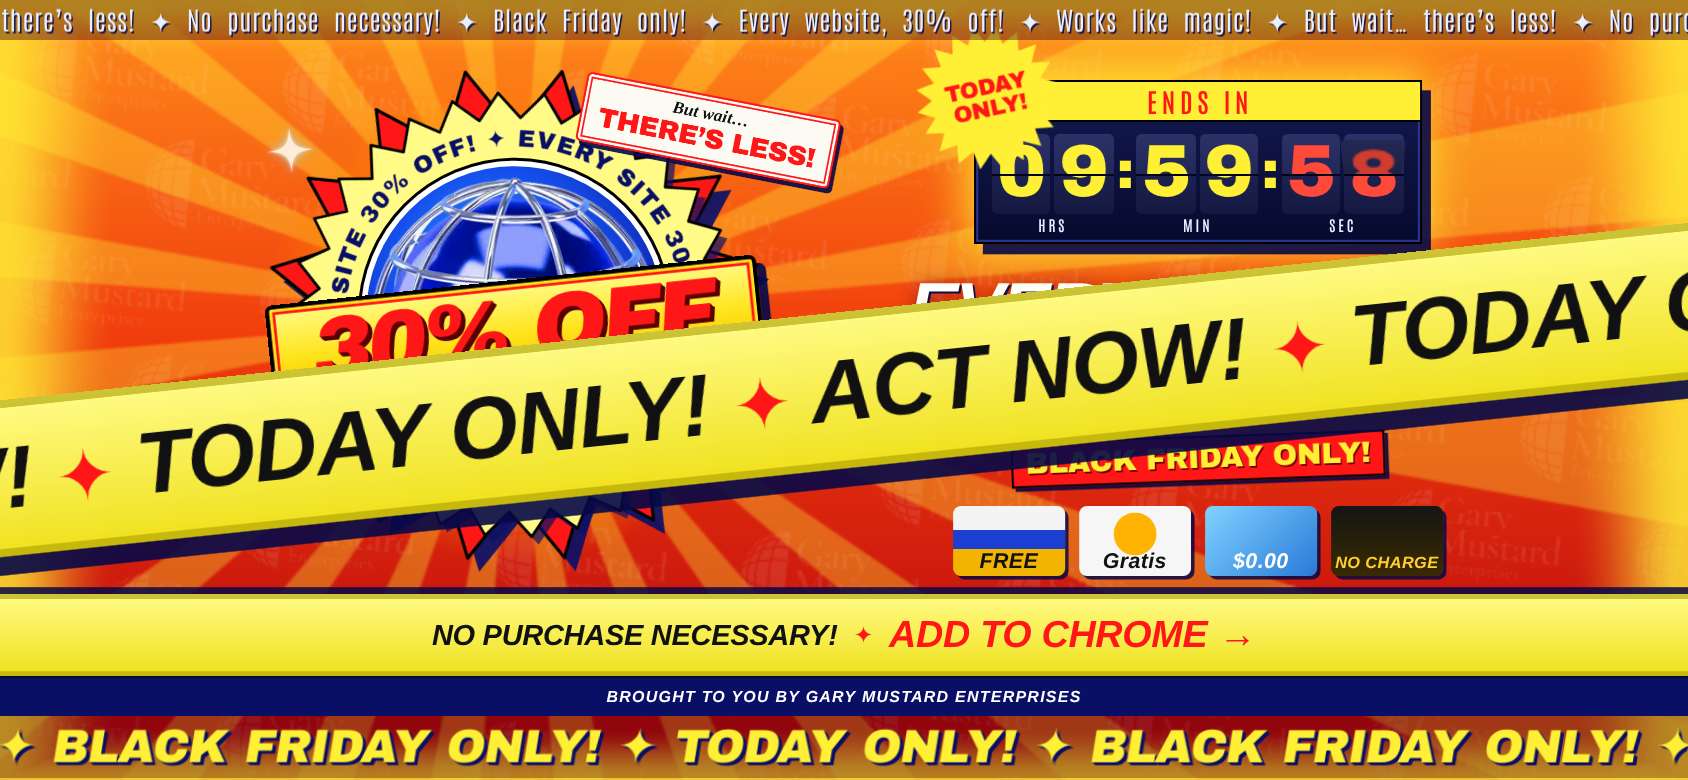 there’s less! ✦ No purchase necessary! ✦ Black Friday only! ✦ Every website, 30% off! ✦ Works like magic! ✦ But wait… there’s less! ✦ No
TODAY
ONLY!
ENDS IN
09:59:58
HRS MIN SEC
But wait…
THERE’S LESS!
SITE 30% OFF! ✦ EVERY SITE 30
30% OFF
TODAY ONLY! ✦ ACT NOW! ✦ TODAY
BLACK FRIDAY ONLY!
FREE
Gratis
$0.00
NO CHARGE
NO PURCHASE NECESSARY! ✦ ADD TO CHROME →
BROUGHT TO YOU BY GARY MUSTARD ENTERPRISES
✦ BLACK FRIDAY ONLY! ✦ TODAY ONLY! ✦ BLACK FRIDAY ONLY! ✦
Gary
Mustard
Enterprises